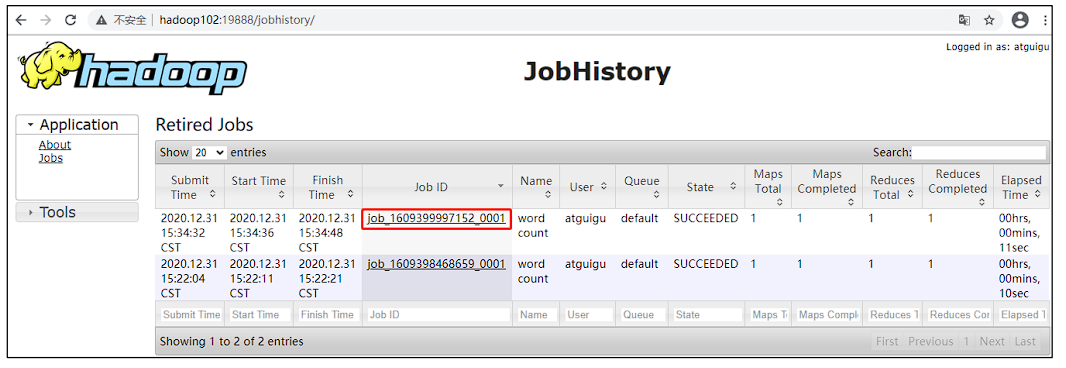 不安全 hadoop102:19888/jobhistory/
Logged in as: atguigu
hadoop
JobHistory
Application
About
Jobs
Tools
Retired Jobs
Show 20 entries
Search:
Submit Time
Start Time
Finish Time
Job ID
Name
User
Queue
State
Maps Total
Maps Completed
Reduces Total
Reduces Completed
Elapsed Time
2020.12.31 15:34:32 CST
2020.12.31 15:34:36 CST
2020.12.31 15:34:48 CST
job_1609399997152_0001
word count
atguigu
default
SUCCEEDED
1
1
1
1
00hrs, 00mins, 11sec
2020.12.31 15:22:04 CST
2020.12.31 15:22:11 CST
2020.12.31 15:22:21 CST
job_1609398468659_0001
word count
atguigu
default
SUCCEEDED
1
1
1
1
00hrs, 00mins, 10sec
Submit Time
Start Time
Finish Time
Job ID
Name
User
Queue
State
Maps T
Maps Compl
Reduces T
Reduces Cor
Elapsed T
Showing 1 to 2 of 2 entries
First Previous 1 Next Last